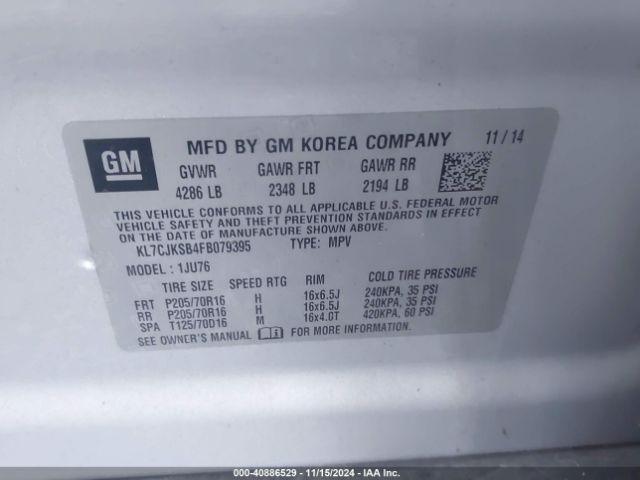 GM
MFD BY GM KOREA COMPANY 11/14
GVWR GAWR FRT GAWR RR
4286 LB 2348 LB 2194 LB
THIS VEHICLE CONFORMS TO ALL APPLICABLE U.S. FEDERAL MOTOR
VEHICLE SAFETY AND THEFT PREVENTION STANDARDS IN EFFECT ON
THE DATE OF MANUFACTURE SHOWN ABOVE.
KL7CJKSB4FB079395 TYPE: MPV
MODEL: 1JU76
TIRE SIZE SPEED RTG RIM COLD TIRE PRESSURE
FRT P205/70R16 H 16x6.5J 240KPA, 35 PSI
RR P205/70R16 H 16x6.5J 240KPA, 35 PSI
SPA T125/70D16 M 16x4.0T 420KPA, 60 PSI
SEE OWNER'S MANUAL FOR MORE INFORMATION
000-40886529 - 11/15/2024 - IAA Inc.